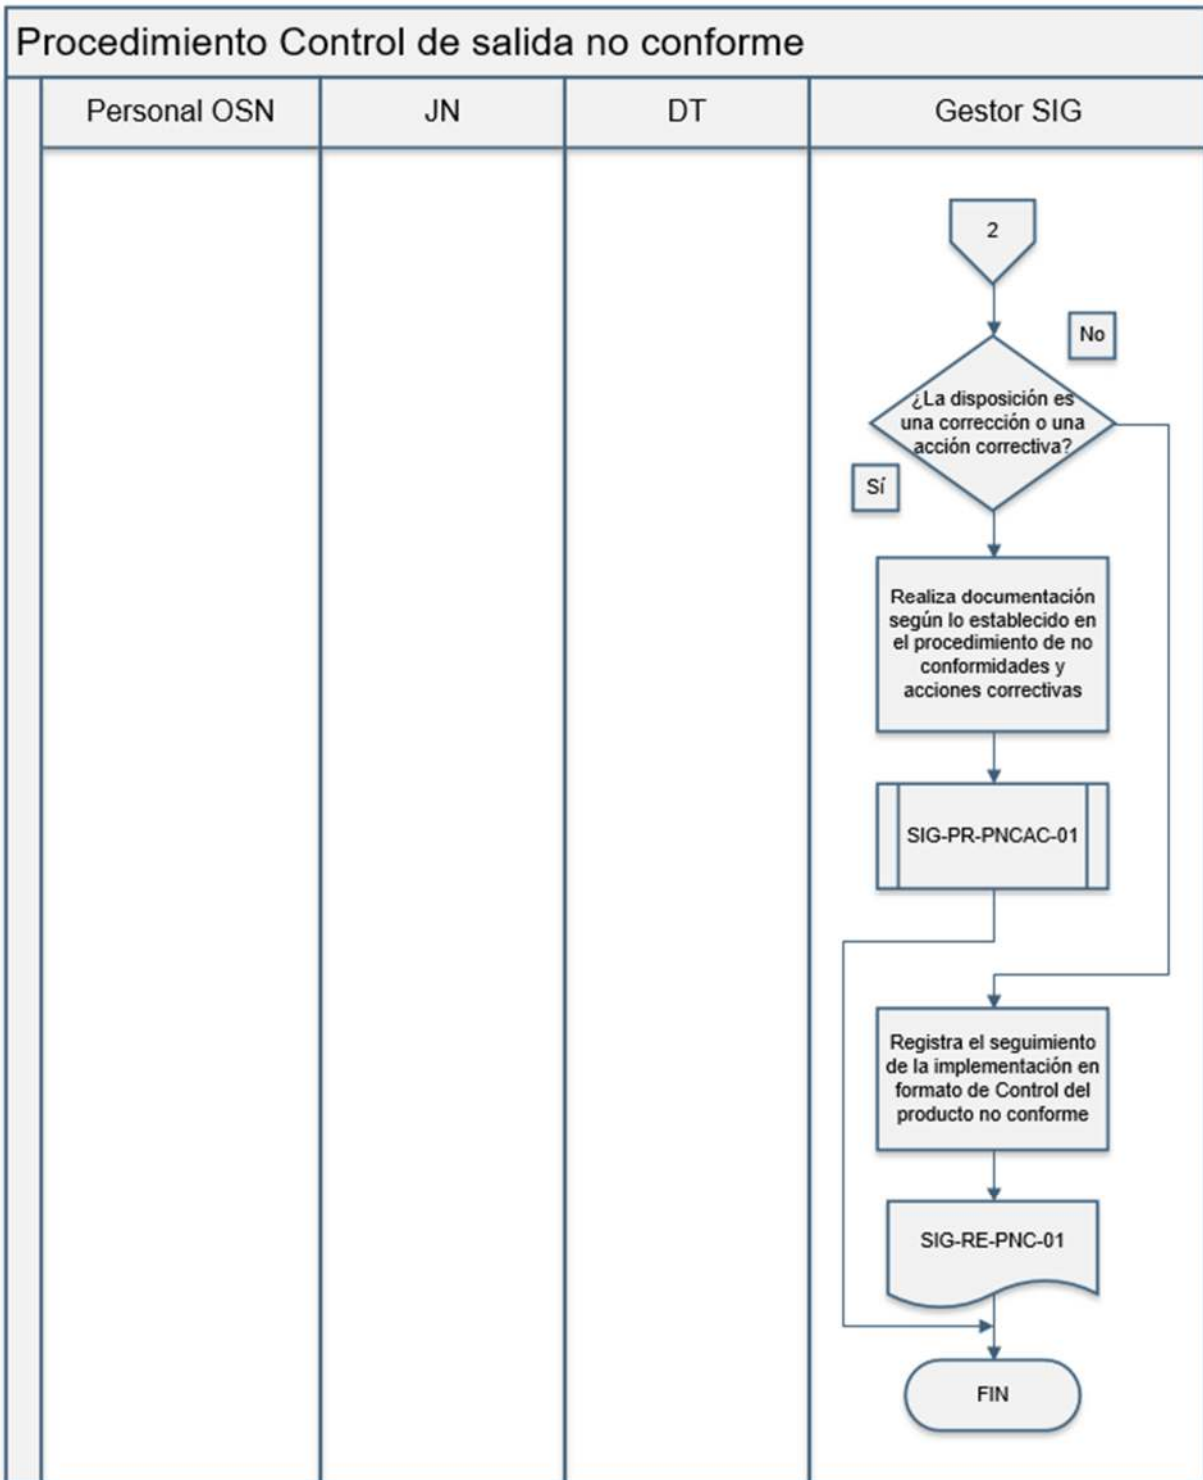 Procedimiento Control de salida no conforme
Personal OSN
JN
DT
Gestor SIG
2
No
¿La disposición es
una corrección o una
acción correctiva?
Sí
Realiza documentación
según lo establecido en
el procedimiento de no
conformidades y
acciones correctivas
SIG-PR-PNCAC-01
Registra el seguimiento
de la implementación en
formato de Control del
producto no conforme
SIG-RE-PNC-01
FIN